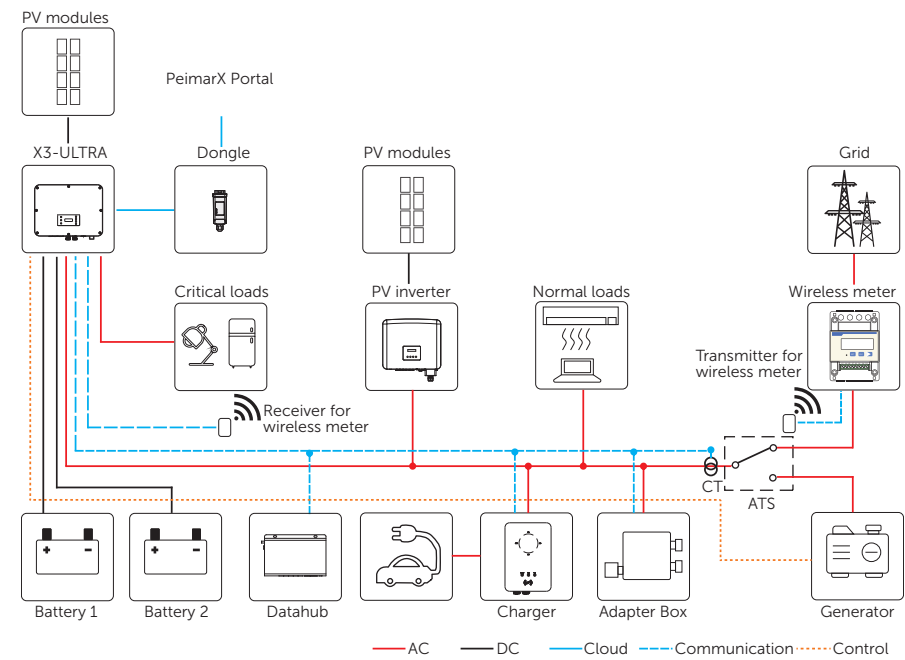 PV modules
PeimarX Portal
X3-ULTRA
Dongle
PV modules
Grid
Critical loads
PV inverter
Normal loads
Wireless meter
Transmitter for
wireless meter
Receiver for
wireless meter
CT
ATS
Battery 1
Battery 2
Datahub
Charger
Adapter Box
Generator
AC
DC
Cloud
Communication
Control